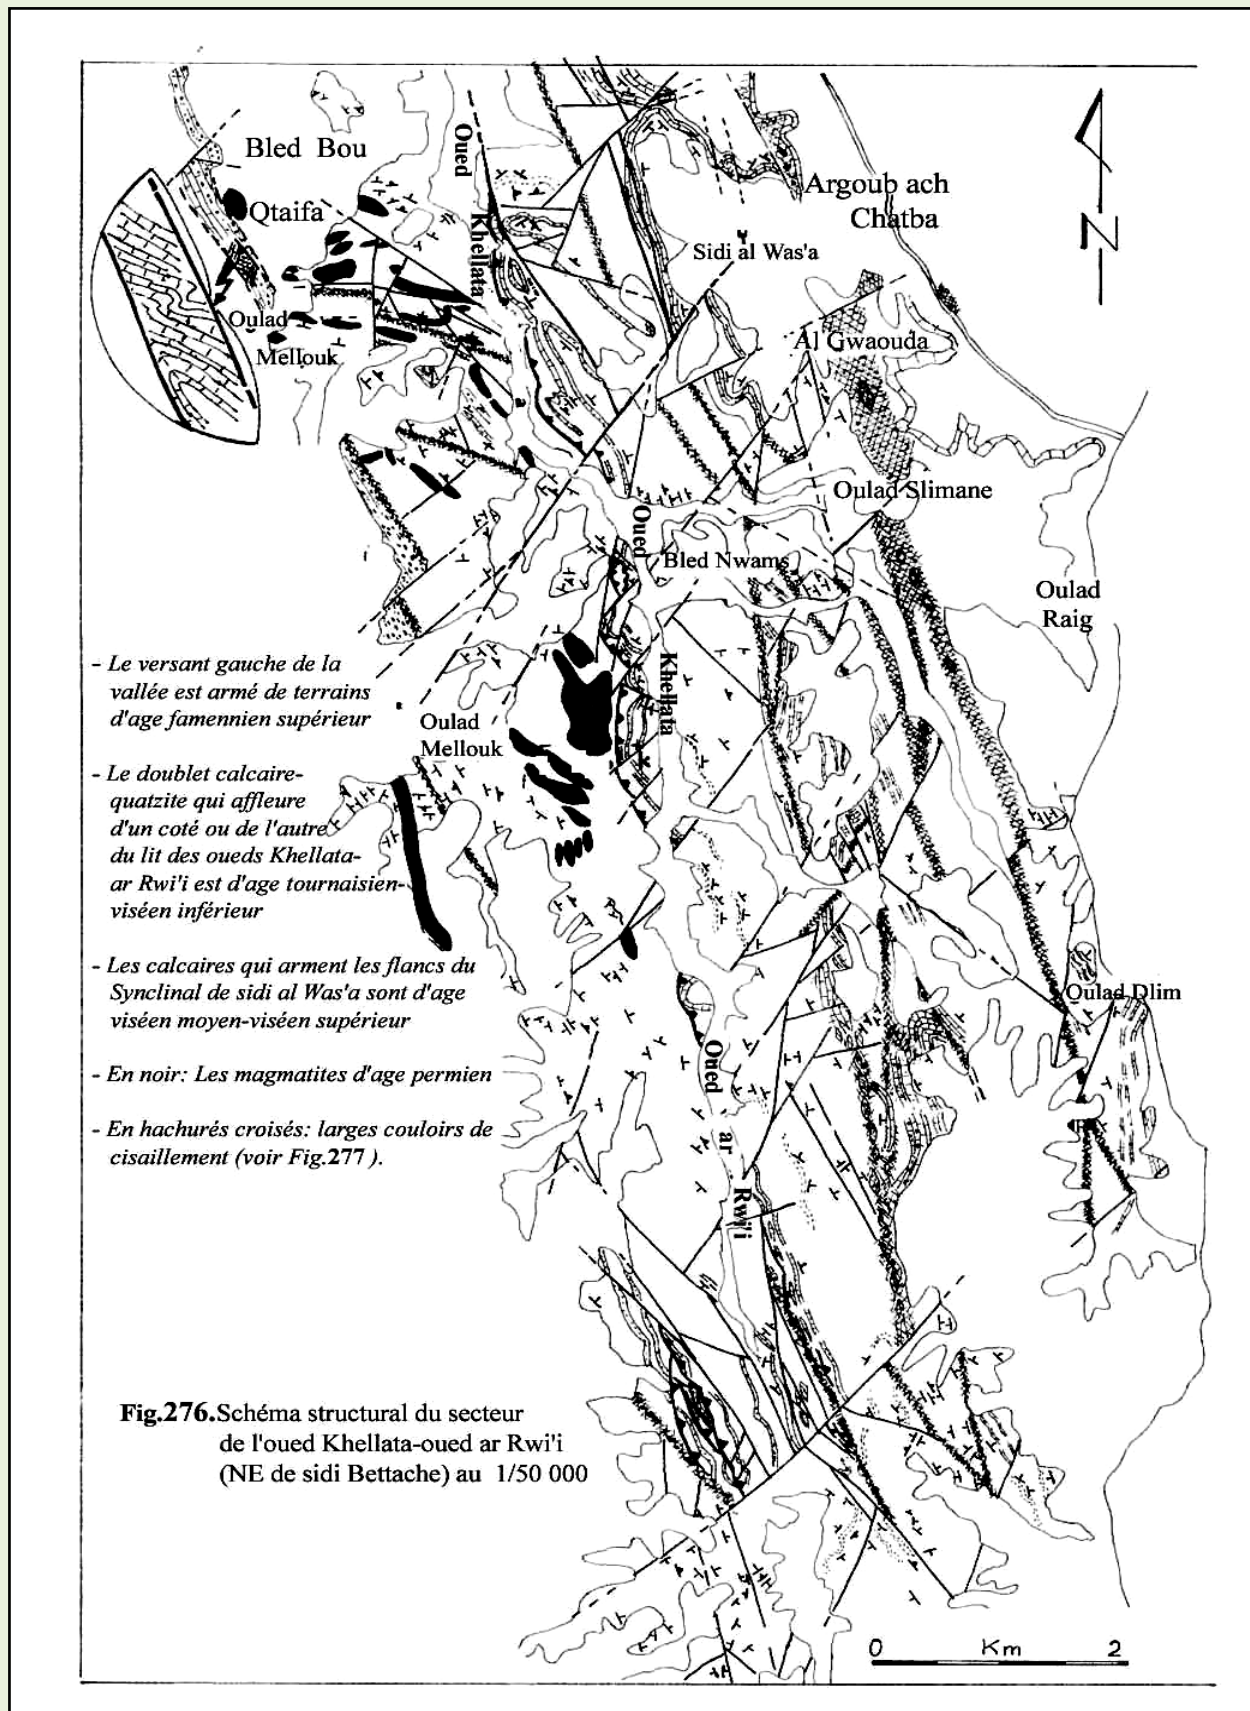 Bled Bou
Qtaifa
Oued
Khellata
Argoub ach
Chatba
N
Sidi al Was'a
Oulad
Mellouk
Al Gwaouda
Oulad Slimane
Oued
Bled Nwams
Oulad
Raig
Khellata
- Le versant gauche de la
vallée est armé de terrains
d'age famennien supérieur
Oulad
Mellouk
- Le doublet calcaire-
quatzite qui affleure
d'un coté ou de l'autre
du lit des oueds Khellata-
ar Rwi'i est d'age tournaisien-
viséen inférieur
- Les calcaires qui arment les flancs du
Synclinal de sidi al Was'a sont d'age
viséen moyen-viséen supérieur
Oulad Dlim
- En noir: Les magmatites d'age permien
- En hachurés croisés: larges couloirs de
cisaillement (voir Fig.277 ).
Oued
ar
Rwi'i
Fig.276.Schéma structural du secteur
de l'oued Khellata-oued ar Rwi'i
(NE de sidi Bettache) au 1/50 000
0 Km 2